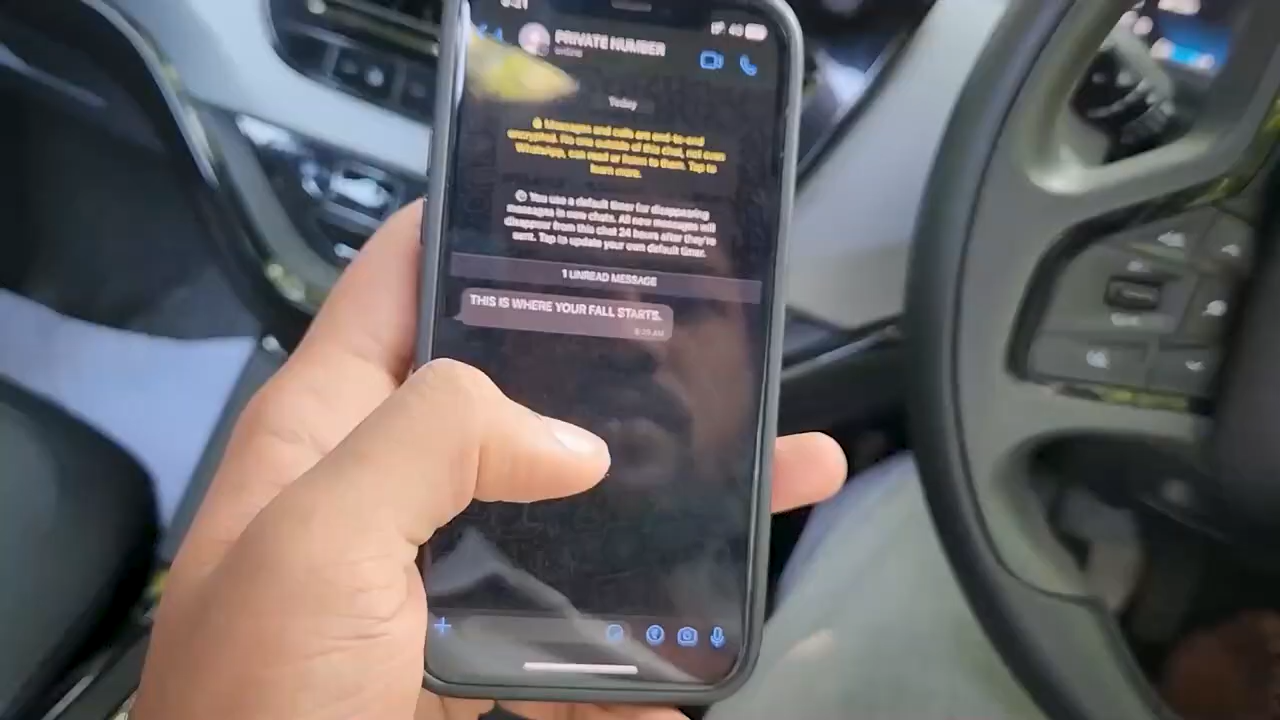 PRIVATE NUMBER
online
Today
Messages and calls are end-to-end
encrypted. No one outside of this chat, not even
WhatsApp, can read or listen to them. Tap to
learn more.
You use a default timer for disappearing
messages in new chats. All new messages will
disappear from this chat 24 hours after they're
sent. Tap to update your own default timer.
1 UNREAD MESSAGE
THIS IS WHERE YOUR FALL STARTS.
AM